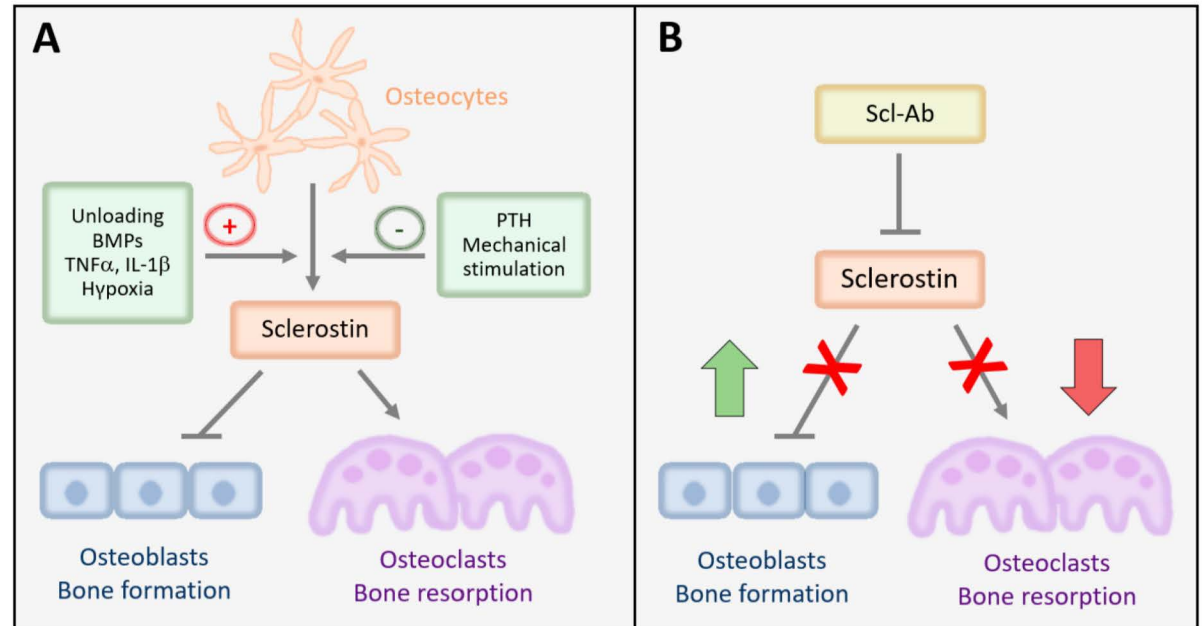 A
Osteocytes
Unloading
BMPs
TNFα, IL-1β
Hypoxia
+
-
PTH
Mechanical
stimulation
Sclerostin
Osteoblasts
Bone formation
Osteoclasts
Bone resorption
B
Scl-Ab
Sclerostin
Osteoblasts
Bone formation
Osteoclasts
Bone resorption